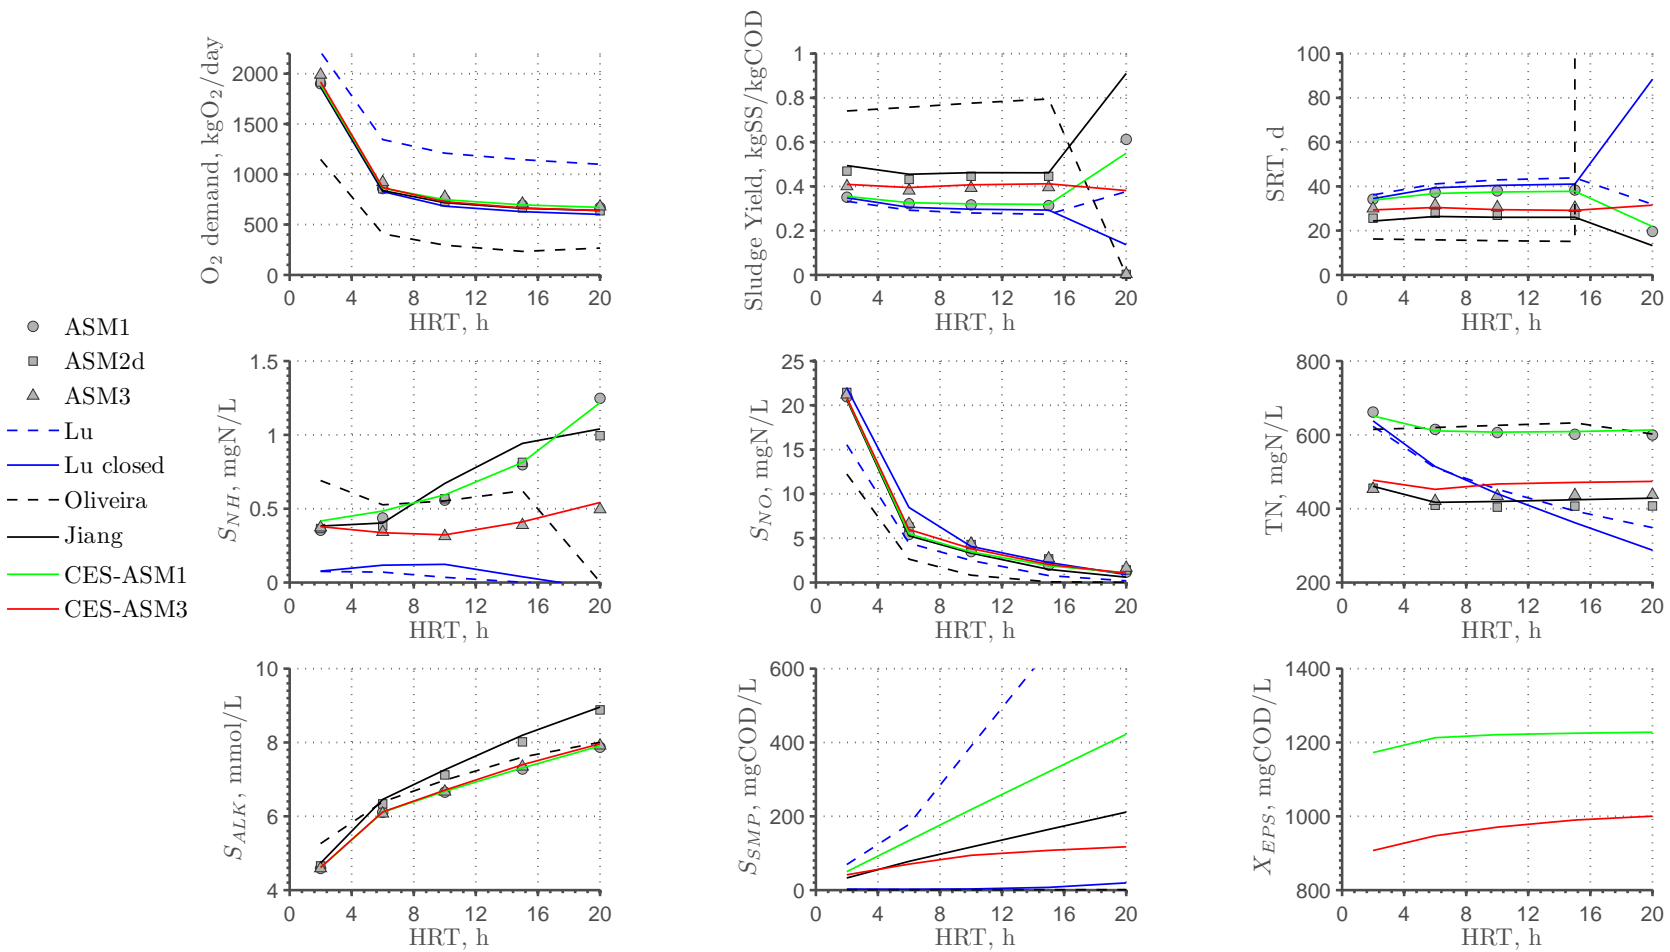 O2 demand, kgO2/day
2000
1500
1000
500
0
0 4 8 12 16 20
HRT, h
Sludge Yield, kgSS/kgCOD
1
0.8
0.6
0.4
0.2
0
0 4 8 12 16 20
HRT, h
SRT, d
100
80
60
40
20
0
0 4 8 12 16 20
HRT, h
ASM1
ASM2d
ASM3
Lu
Lu closed
Oliveira
Jiang
CES-ASM1
CES-ASM3
S_NH, mgN/L
1.5
1
0.5
0
0 4 8 12 16 20
HRT, h
S_NO, mgN/L
25
20
15
10
5
0
0 4 8 12 16 20
HRT, h
TN, mgN/L
800
600
400
200
0 4 8 12 16 20
HRT, h
S_ALK, mmol/L
10
8
6
4
0 4 8 12 16 20
HRT, h
S_SMP, mgCOD/L
600
400
200
0
0 4 8 12 16 20
HRT, h
X_EPS, mgCOD/L
1400
1200
1000
800
0 4 8 12 16 20
HRT, h